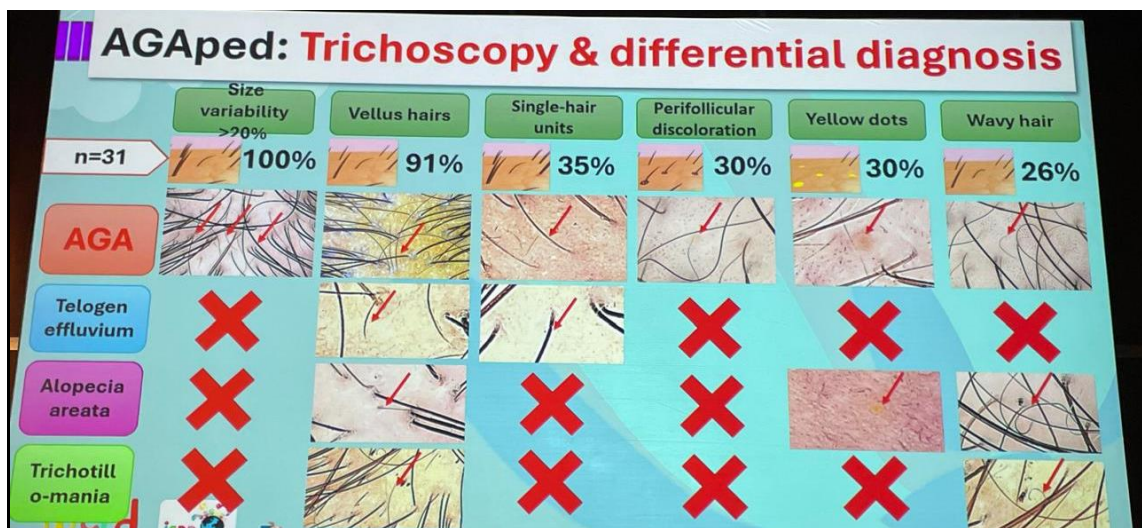 AGAped: Trichoscopy & differential diagnosis
Size
variability
>20%
Vellus hairs
Single-hair
units
Perifollicular
discoloration
Yellow dots
Wavy hair
n=31
100%
91%
35%
30%
30%
26%
AGA
Telogen
effluvium
Alopecia
areata
Trichotill
o-mania